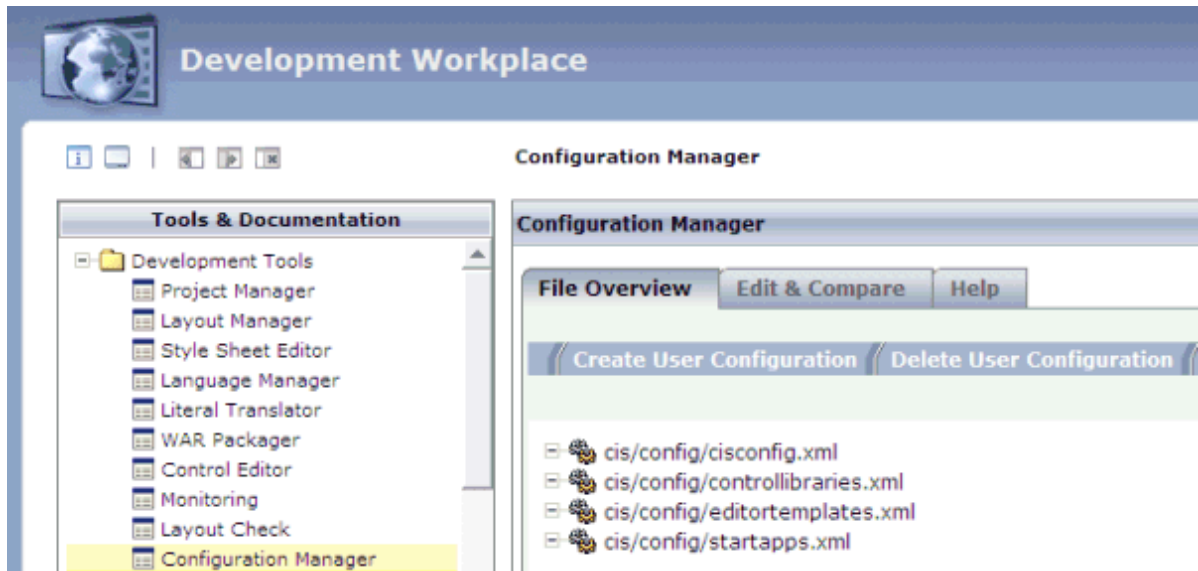 Development Workplace
Configuration Manager
Tools & Documentation
Development Tools
Project Manager
Layout Manager
Style Sheet Editor
Language Manager
Literal Translator
WAR Packager
Control Editor
Monitoring
Layout Check
Configuration Manager
Configuration Manager
File Overview Edit & Compare Help
Create User Configuration Delete User Configuration
cis/config/cisconfig.xml
cis/config/controllibraries.xml
cis/config/editortemplates.xml
cis/config/startapps.xml